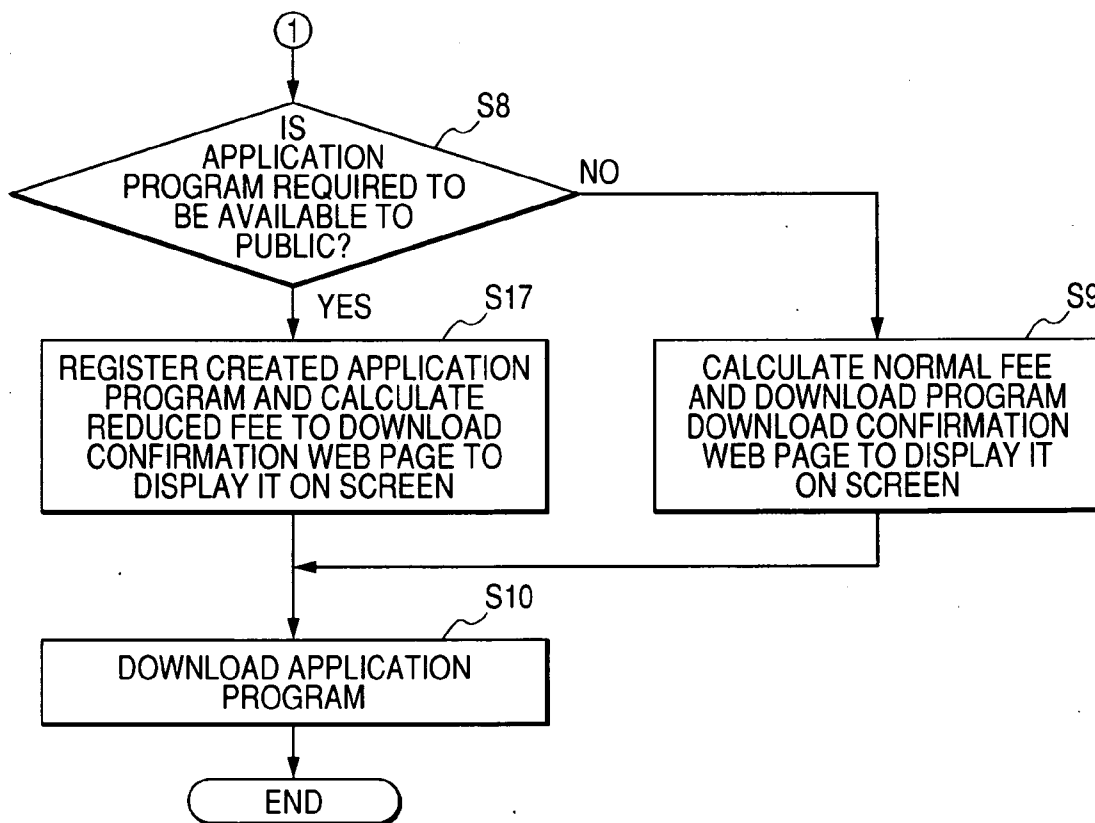 1
S8
IS
APPLICATION
PROGRAM REQUIRED TO
BE AVAILABLE TO
PUBLIC?
NO
YES
S17
REGISTER CREATED APPLICATION
PROGRAM AND CALCULATE
REDUCED FEE TO DOWNLOAD
CONFIRMATION WEB PAGE TO
DISPLAY IT ON SCREEN
S9
CALCULATE NORMAL FEE
AND DOWNLOAD PROGRAM
DOWNLOAD CONFIRMATION
WEB PAGE TO DISPLAY IT
ON SCREEN
S10
DOWNLOAD APPLICATION
PROGRAM
END